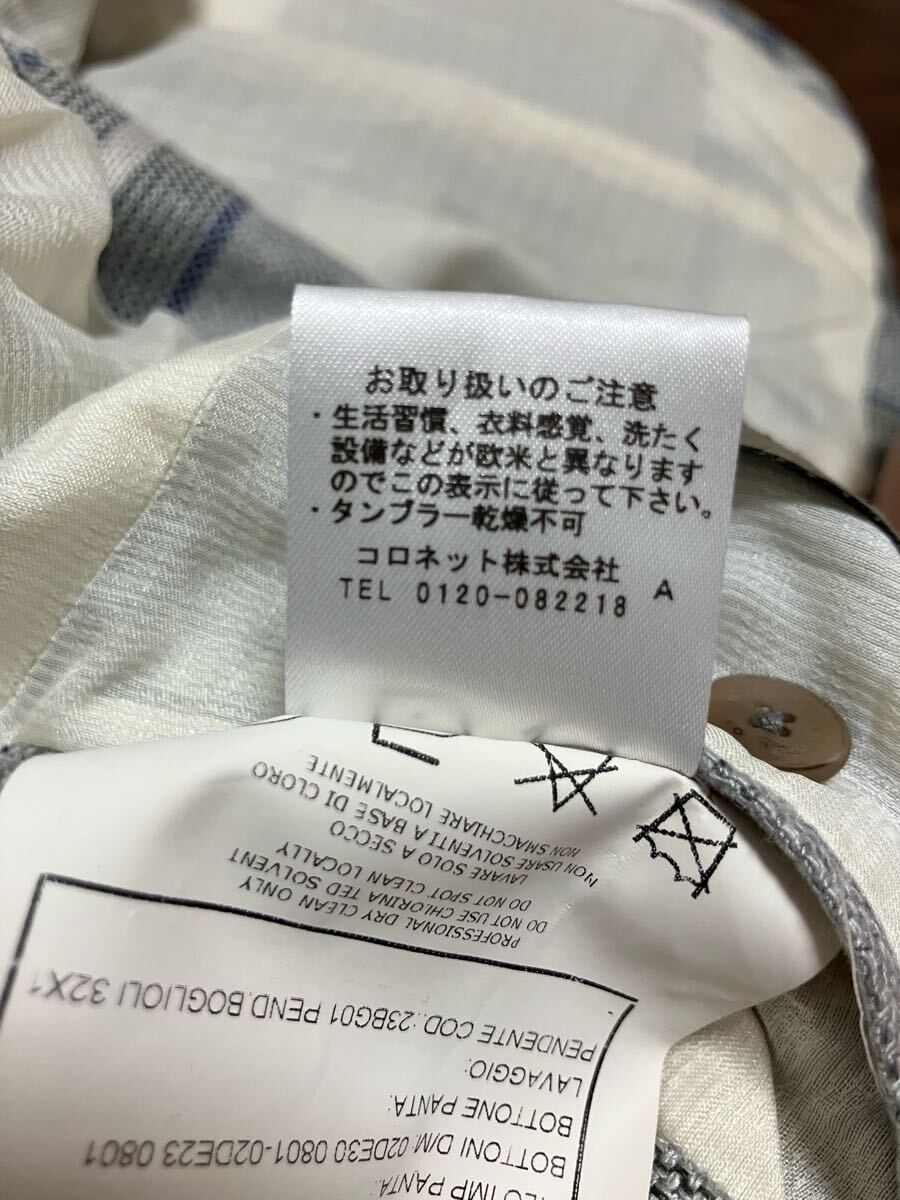 お取り扱いのご注意
・生活習慣、衣料感覚、洗たく
設備などが欧米と異なります
のでこの表示に従って下さい。
・タンブラー乾燥不可
コロネット株式会社 A
TEL 0120-082218
IMP PANTA:
BOTTONI D/M: 02DE30 0801-02DE23 0801
BOTTONE PANTA:
LAVAGGIO:
PENDENTE COD.:23BG01 PEND.BOGLIOLI 32X1
PROFESSIONAL DRY CLEAN ONLY
DO NOT USE CHLORINA TED SOLVENT
DO NOT SPOT CLEAN LOCALLY
LAVARE SOLO A SECCO
NON USARE SOLVENTI A BASE DI CLORO
NON SMACCHIARE LOCALMENTE